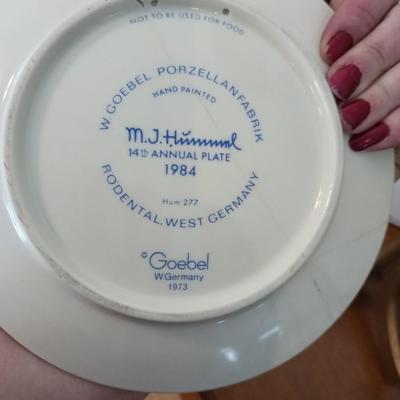 NOT TO BE USED FOR FOOD
W. GOEBEL PORZELLANFABRIK
HAND PAINTED
M.J. Hummel
14th ANNUAL PLATE
1984
RODENTAL, WEST GERMANY
Hum 277
© Goebel
W.Germany
1973